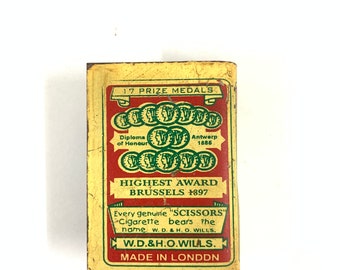 17 PRIZE MEDALS
Diploma of Honour
Antwerp 1885
HIGHEST AWARD
BRUSSELS 1897
Every genuine "SCISSORS"
Cigarette bears the
name W. D. & H. O. WILLS.
W.D.&H.O.WILLS.
MADE IN LONDDN